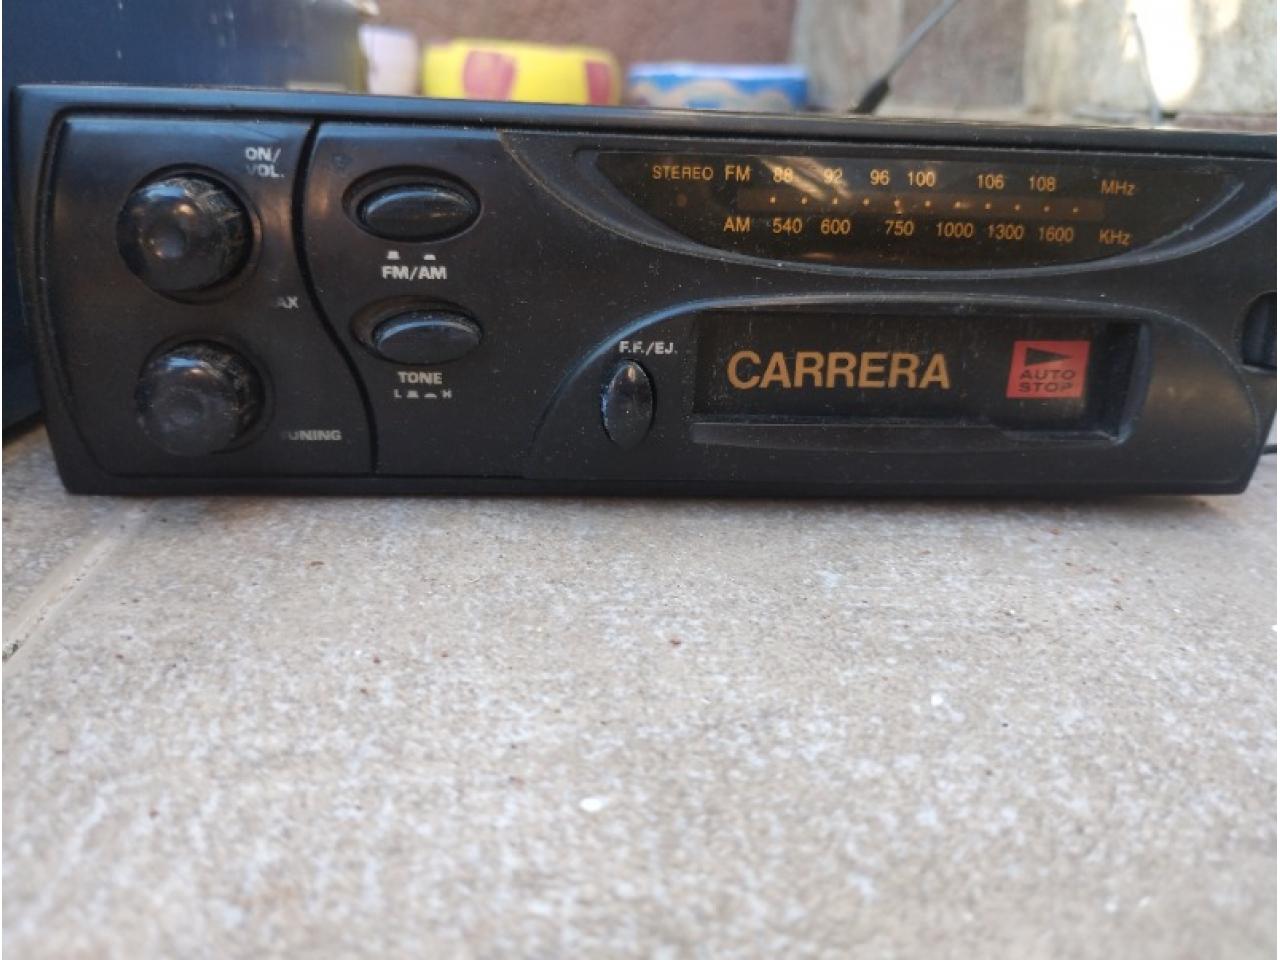 ON/
VOL.
FM/AM
TONE
L H
TUNING
STEREO FM 88 92 96 100 106 108 MHz
AM 540 600 750 1000 1300 1600 KHz
F.F./EJ.
CARRERA
AUTO
STOP